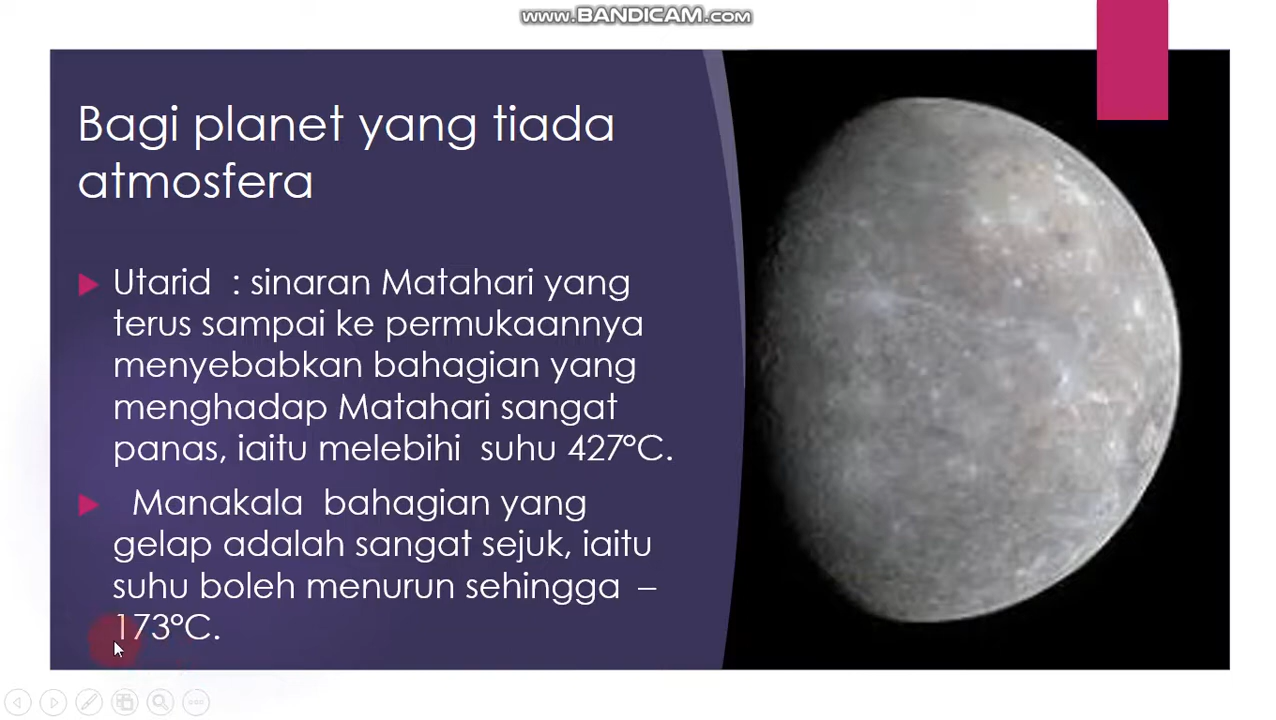 www.BANDICAM.com
Bagi planet yang tiada
atmosfera
Utarid : sinaran Matahari yang
terus sampai ke permukaannya
menyebabkan bahagian yang
menghadap Matahari sangat
panas, iaitu melebihi suhu 427°C.
Manakala bahagian yang
gelap adalah sangat sejuk, iaitu
suhu boleh menurun sehingga –
173°C.